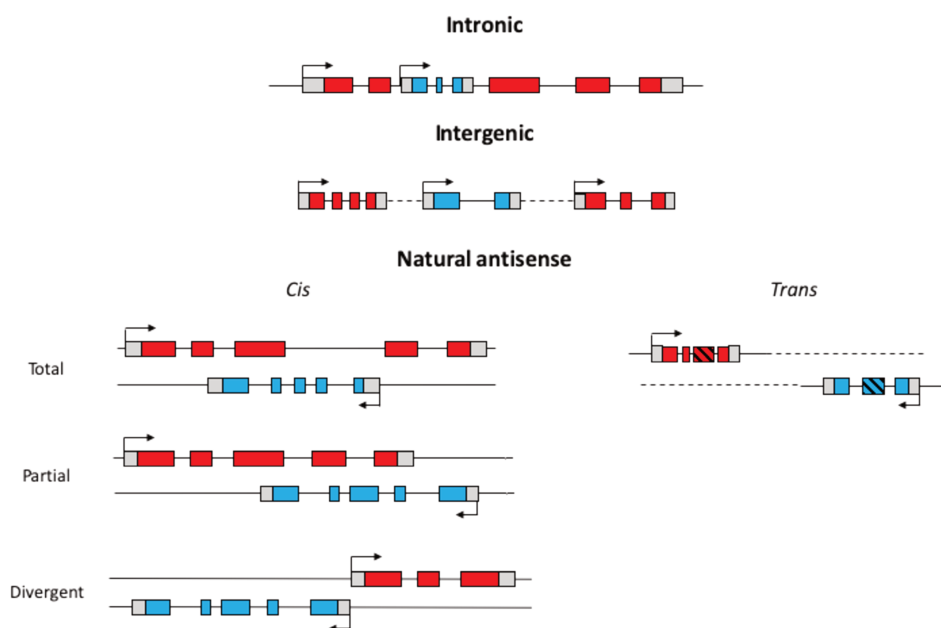 Intronic
Intergenic
Natural antisense
Cis
Trans
Total
Partial
Divergent